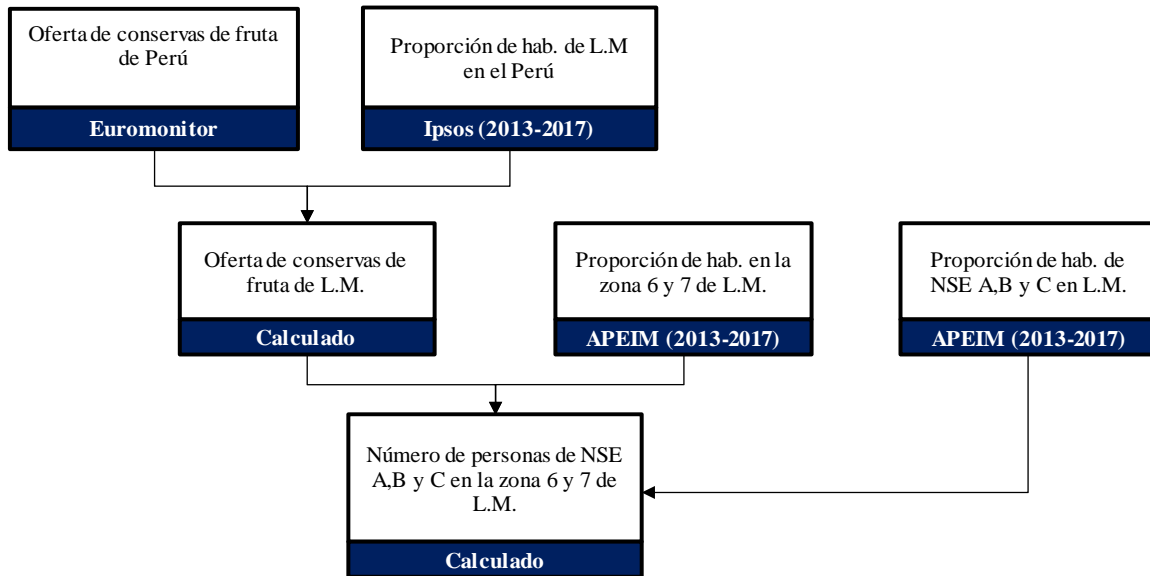 Oferta de conservas de fruta
de Perú
Euromonitor
Proporción de hab. de L.M
en el Perú
Ipsos (2013-2017)
Oferta de conservas de
fruta de L.M.
Calculado
Proporción de hab. en la
zona 6 y 7 de L.M.
APEIM (2013-2017)
Proporción de hab. de
NSE A,B y C en L.M.
APEIM (2013-2017)
Número de personas de NSE
A,B y C en la zona 6 y 7 de
L.M.
Calculado